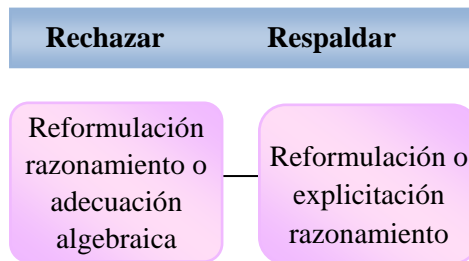 Rechazar Respaldar
Reformulación
razonamiento o
adecuación
algebraica
Reformulación o
explicitación
razonamiento